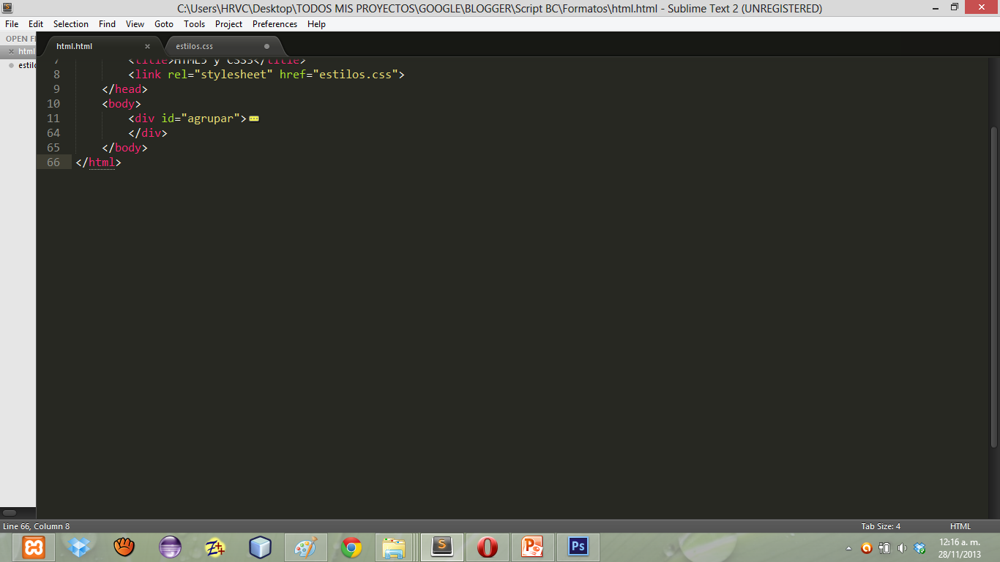 C:\Users\HRVC\Desktop\TODOS MIS PROYECTOS\GOOGLE\BLOGGER\Script BC\Formatos\html.html - Sublime Text 2 (UNREGISTERED)
File Edit Selection Find View Goto Tools Project Preferences Help
OPEN FI
html
estilo
html.html
estilos.css
7 <title>HTML5 y CSS3</title>
8 <link rel="stylesheet" href="estilos.css">
9 </head>
10 <body>
11 <div id="agrupar">
64 </div>
65 </body>
66 </html>
Line 66, Column 8
Tab Size: 4
HTML
Z+
S
P
Ps
12:16 a. m.
28/11/2013